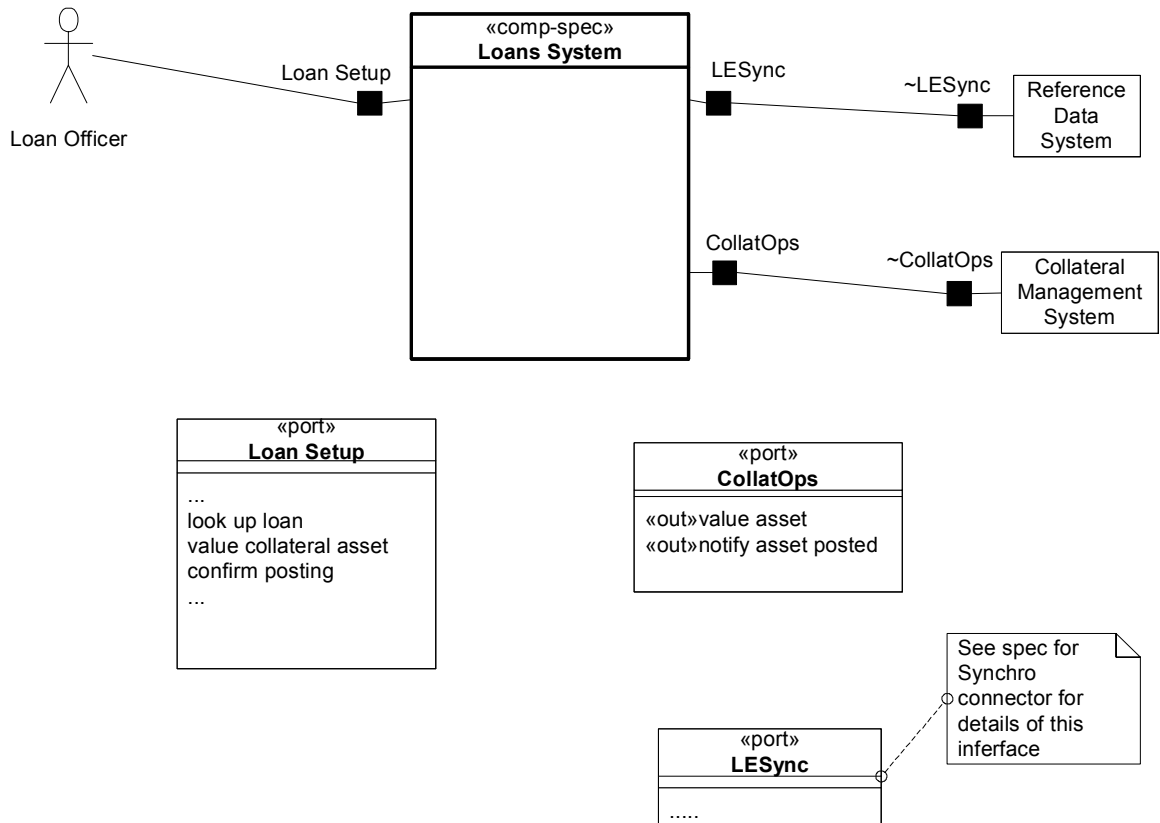 «comp-spec»
Loans System
Loan Officer
Loan Setup
LESync
~LESync
Reference
Data
System
CollatOps
~CollatOps
Collateral
Management
System
«port»
Loan Setup
...
look up loan
value collateral asset
confirm posting
...
«port»
CollatOps
«out»value asset
«out»notify asset posted
See spec for
Synchro
connector for
details of this
inferface
«port»
LESync
.....